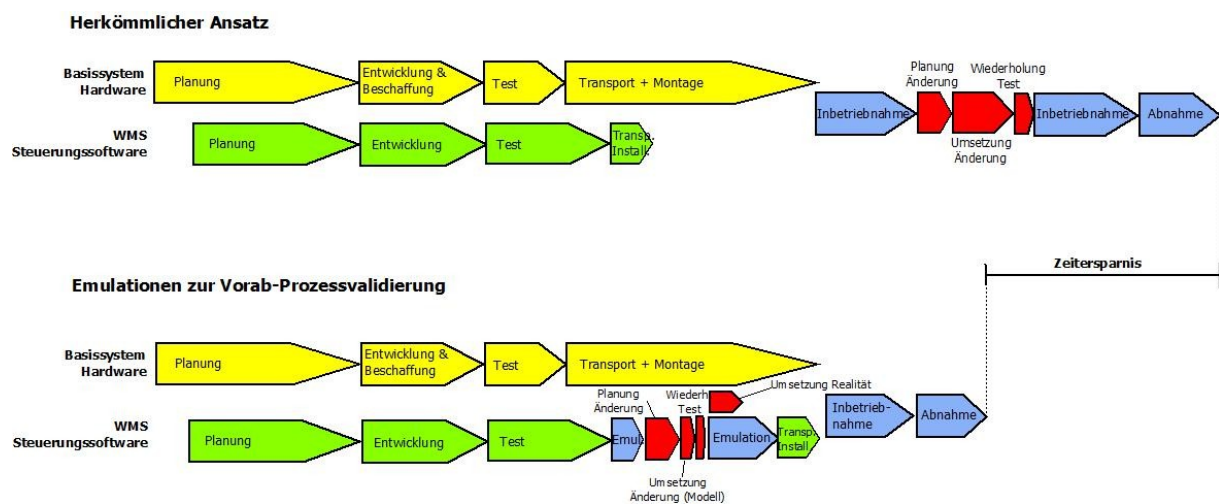 Herkömmlicher Ansatz
Basissystem
Hardware
Planung
Entwicklung &
Beschaffung
Test
Transport + Montage
Planung
Änderung
Wiederholung
Test
Inbetriebnahme
Umsetzung
Änderung
Inbetriebnahme
Abnahme
WMS
Steuerungssoftware
Planung
Entwicklung
Test
Transp.
Install.
Zeitersparnis
Emulationen zur Vorab-Prozessvalidierung
Basissystem
Hardware
Planung
Entwicklung &
Beschaffung
Test
Transport + Montage
Planung
Änderung
Wiederh
Test
Umsetzung Realität
WMS
Steuerungssoftware
Planung
Entwicklung
Test
Emul.
Emulation
Transp.
Install.
Inbetrieb-
nahme
Abnahme
Umsetzung
Änderung (Modell)